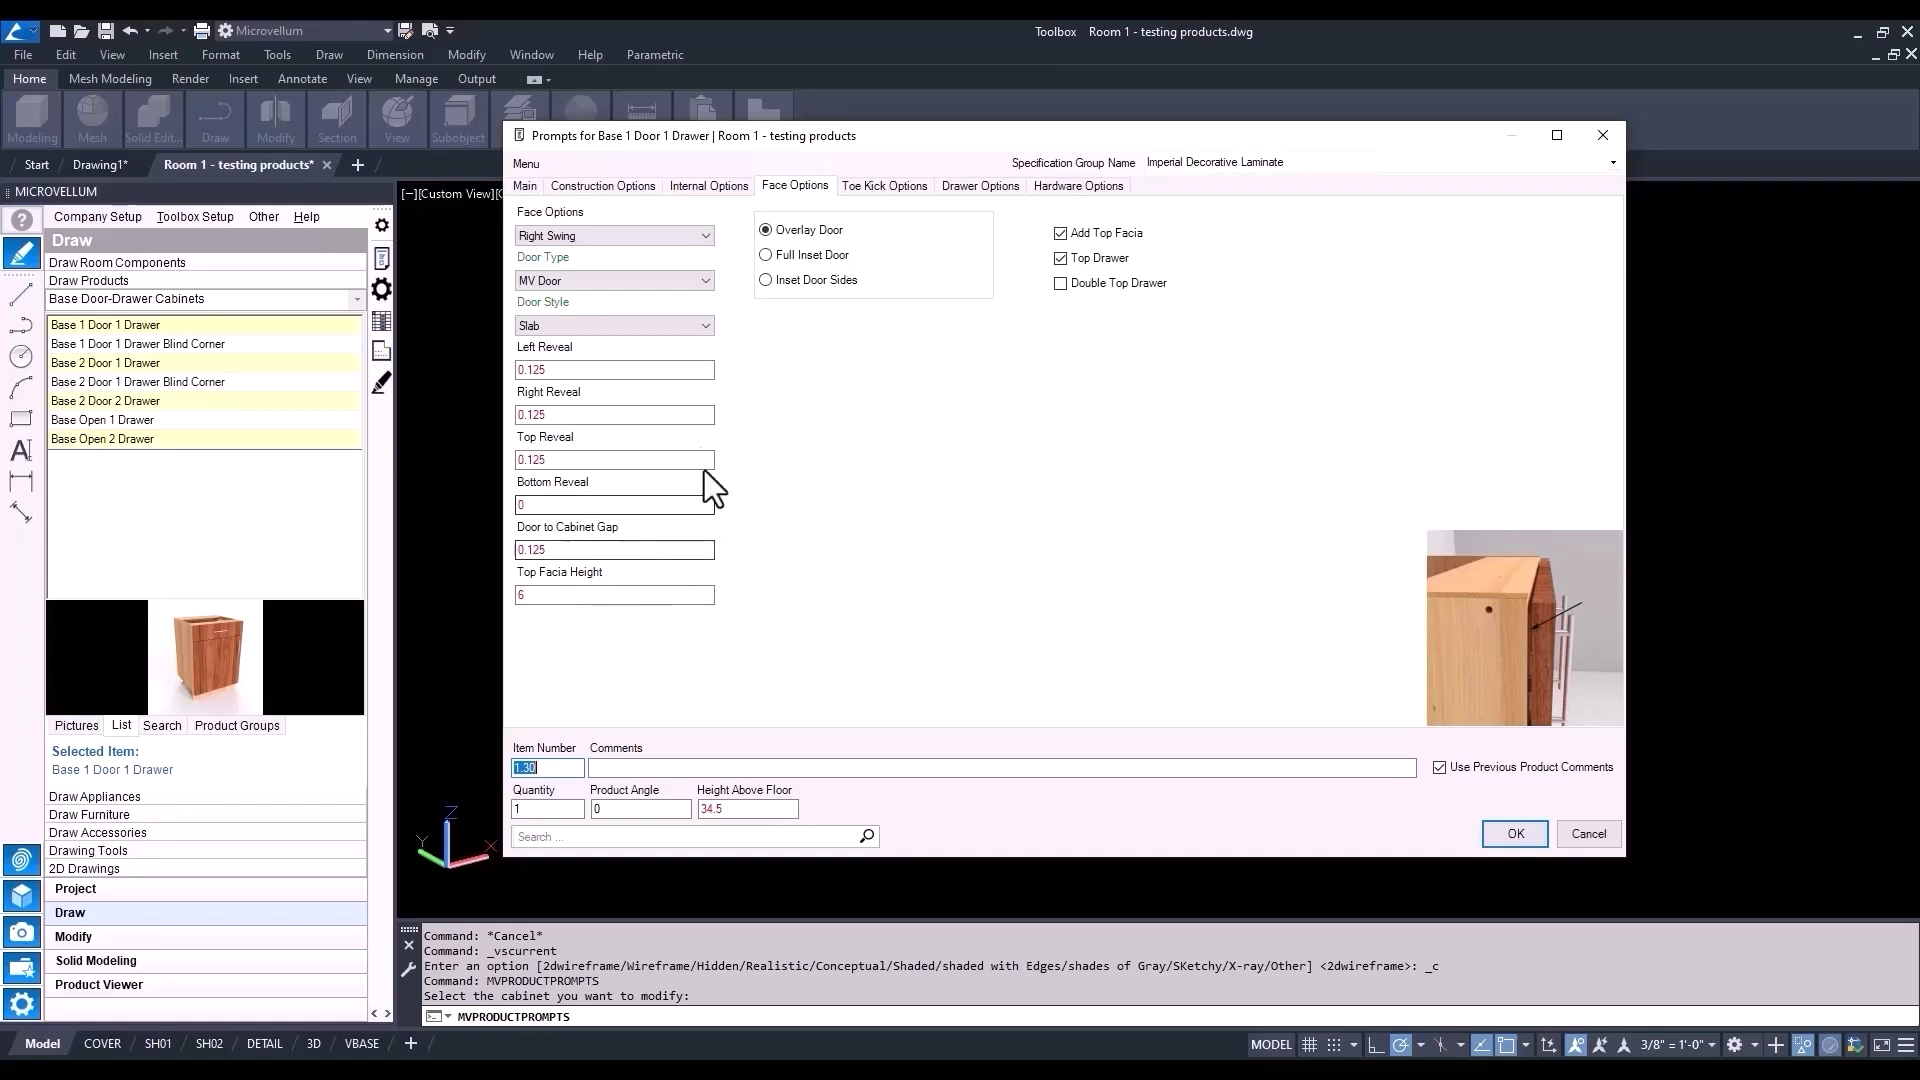 Microvellum
Toolbox Room 1 - testing products.dwg
File Edit View Insert Format Tools Draw Dimension Modify Window Help Parametric
Home Mesh Modeling Render Insert Annotate View Manage Output
Modeling Mesh Solid Edit... Draw Modify Section View Subobject
Start Drawing1* Room 1 - testing products*
MICROVELLUM
[−][Custom View][C
Company Setup Toolbox Setup Other Help
Draw
Draw Room Components
Draw Products
Base Door-Drawer Cabinets
Base 1 Door 1 Drawer
Base 1 Door 1 Drawer Blind Corner
Base 2 Door 1 Drawer
Base 2 Door 1 Drawer Blind Corner
Base 2 Door 2 Drawer
Base Open 1 Drawer
Base Open 2 Drawer
Pictures List Search Product Groups
Selected Item:
Base 1 Door 1 Drawer
Draw Appliances
Draw Furniture
Draw Accessories
Drawing Tools
2D Drawings
Project
Draw
Modify
Solid Modeling
Product Viewer
Prompts for Base 1 Door 1 Drawer | Room 1 - testing products
Menu
Specification Group Name Imperial Decorative Laminate
Main Construction Options Internal Options Face Options Toe Kick Options Drawer Options Hardware Options
Face Options
Right Swing
Door Type
MV Door
Door Style
Slab
Left Reveal
0.125
Right Reveal
0.125
Top Reveal
0.125
Bottom Reveal
0
Door to Cabinet Gap
0.125
Top Facia Height
6
Overlay Door
Full Inset Door
Inset Door Sides
Add Top Facia
Top Drawer
Double Top Drawer
Item Number Comments
1.30
Use Previous Product Comments
Quantity Product Angle Height Above Floor
1 0 34.5
Search ...
OK Cancel
Z
Y X
Command: *Cancel*
Command: _vscurrent
Enter an option [2dwireframe/Wireframe/Hidden/Realistic/Conceptual/Shaded/shaded with Edges/shades of Gray/SKetchy/X-ray/Other] <2dwireframe>: _c
Command: MVPRODUCTPROMPTS
Select the cabinet you want to modify:
MVPRODUCTPROMPTS
Model COVER SH01 SH02 DETAIL 3D VBASE
MODEL 3/8" = 1'-0"